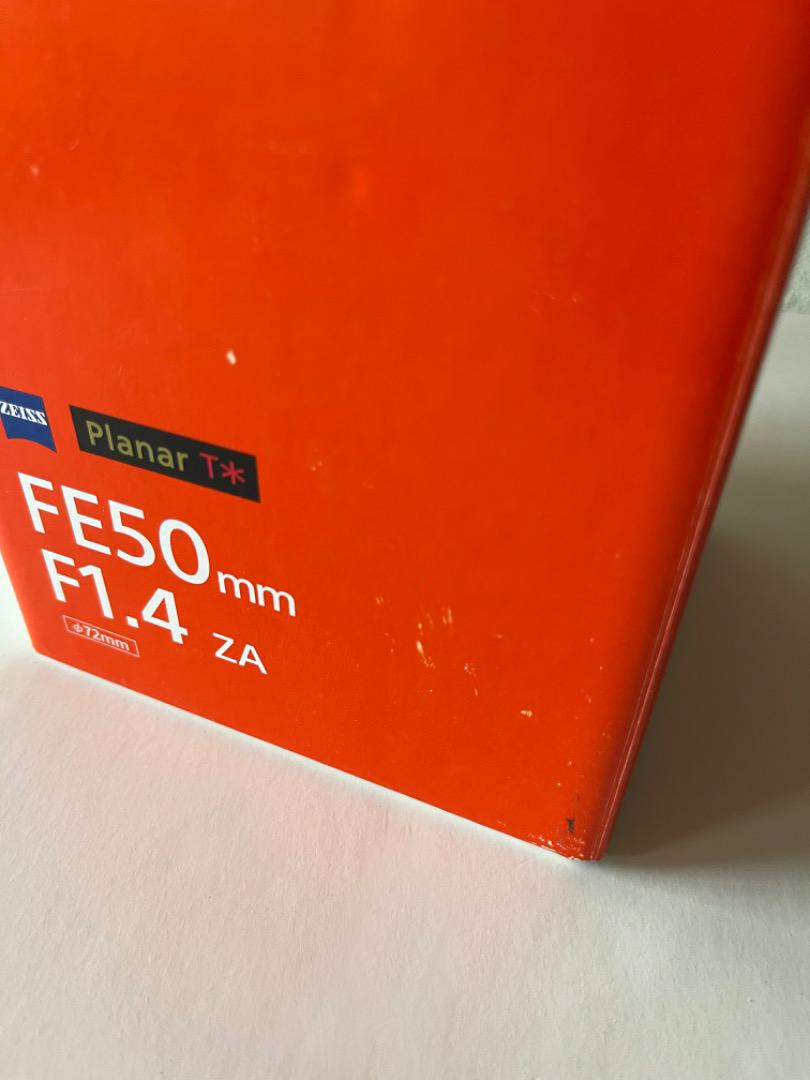 ZEISS
Planar T*
FE50mm
F1.4 ZA
φ72mm